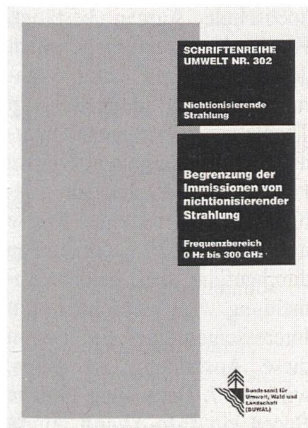 SCHRIFTENREIHE
UMWELT NR. 302
Nichtionisierende
Strahlung
Begrenzung der
Immissionen von
nichtionisierender
Strahlung
Frequenzbereich
0 Hz bis 300 GHz
Bundesamt für
Umwelt, Wald und
Landschaft
(BUWAL)